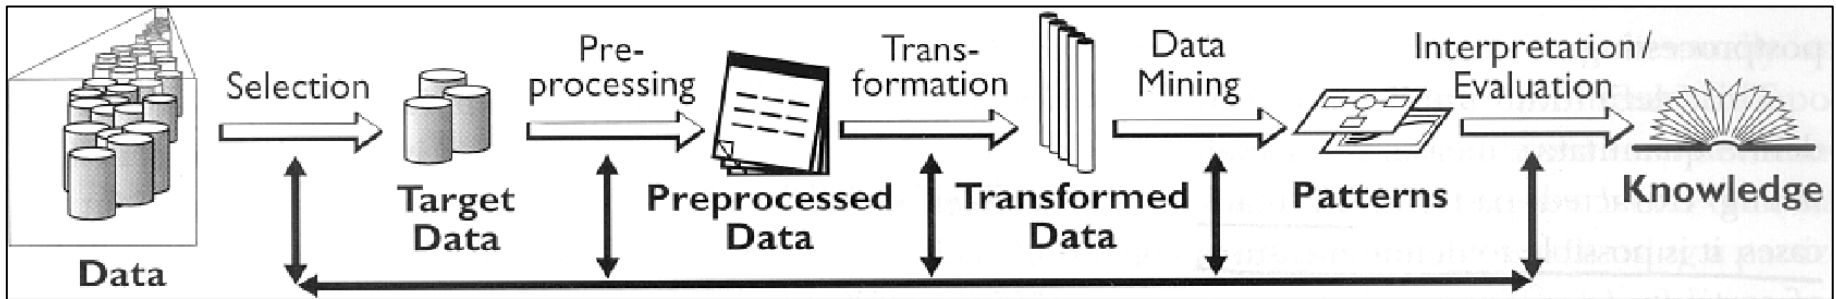 Selection
Pre-
processing
Trans-
formation
Data
Mining
Interpretation/
Evaluation
Data
Target
Data
Preprocessed
Data
Transformed
Data
Patterns
Knowledge